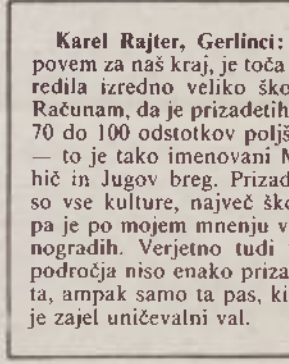 Karel Rajter, Gerlinci:
povem za naš kraj, je toča
redila izredno veliko ško
Računam, da je prizadetih
70 do 100 odstotkov poljš
— to je tako imenovani M
hič in Jugov breg. Prizad
so vse kulture, največ ško
pa je po mojem mnenju v
nogradih. Verjetno tudi
področja niso enako priza
ta, ampak samo ta pas, ki
je zajel uničevalni val.